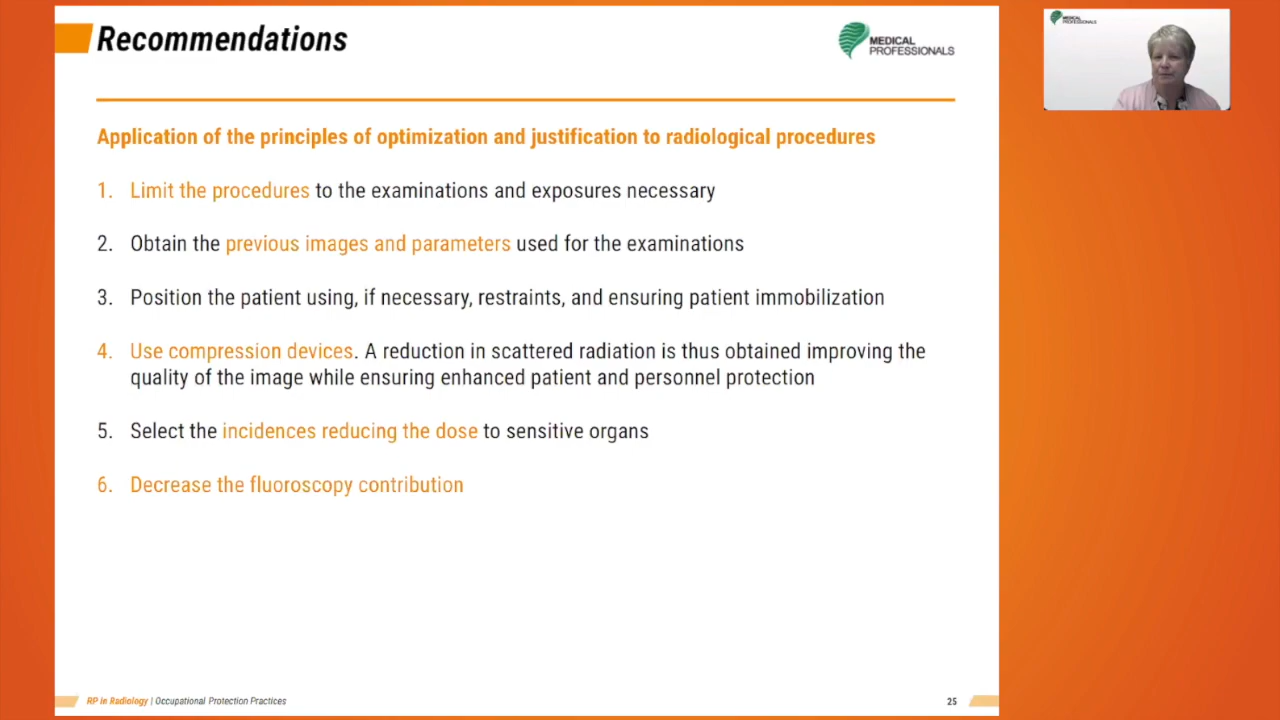 Recommendations
MEDICAL
PROFESSIONALS
MEDICAL
PROFESSIONALS
Application of the principles of optimization and justification to radiological procedures
1. Limit the procedures to the examinations and exposures necessary
2. Obtain the previous images and parameters used for the examinations
3. Position the patient using, if necessary, restraints, and ensuring patient immobilization
4. Use compression devices. A reduction in scattered radiation is thus obtained improving the
quality of the image while ensuring enhanced patient and personnel protection
5. Select the incidences reducing the dose to sensitive organs
6. Decrease the fluoroscopy contribution
RP in Radiology | Occupational Protection Practices
25